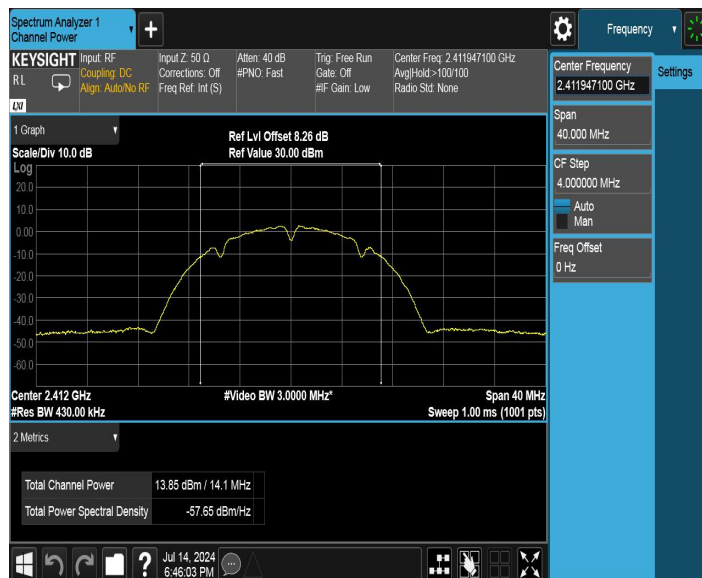 Spectrum Analyzer 1
Channel Power
+
Frequency
KEYSIGHT
RL
LXI
Input: RF
Coupling: DC
Align: Auto/No RF
Input Z: 50 Ω
Corrections: Off
Freq Ref: Int (S)
Atten: 40 dB
#PNO: Fast
Trig: Free Run
Gate: Off
#IF Gain: Low
Center Freq: 2.411947100 GHz
Avg|Hold:>100/100
Radio Std: None
Center Frequency
2.411947100 GHz
Settings
Span
40.000 MHz
CF Step
4.000000 MHz
Auto
Man
Freq Offset
0 Hz
1 Graph
Scale/Div 10.0 dB
Ref Lvl Offset 8.26 dB
Ref Value 30.00 dBm
Log
20.0
10.0
0.00
-10.0
-20.0
-30.0
-40.0
-50.0
-60.0
Center 2.412 GHz
#Video BW 3.0000 MHz*
Span 40 MHz
#Res BW 430.00 kHz
Sweep 1.00 ms (1001 pts)
2 Metrics
Total Channel Power 13.85 dBm / 14.1 MHz
Total Power Spectral Density -57.65 dBm/Hz
?
Jul 14, 2024
6:46:03 PM